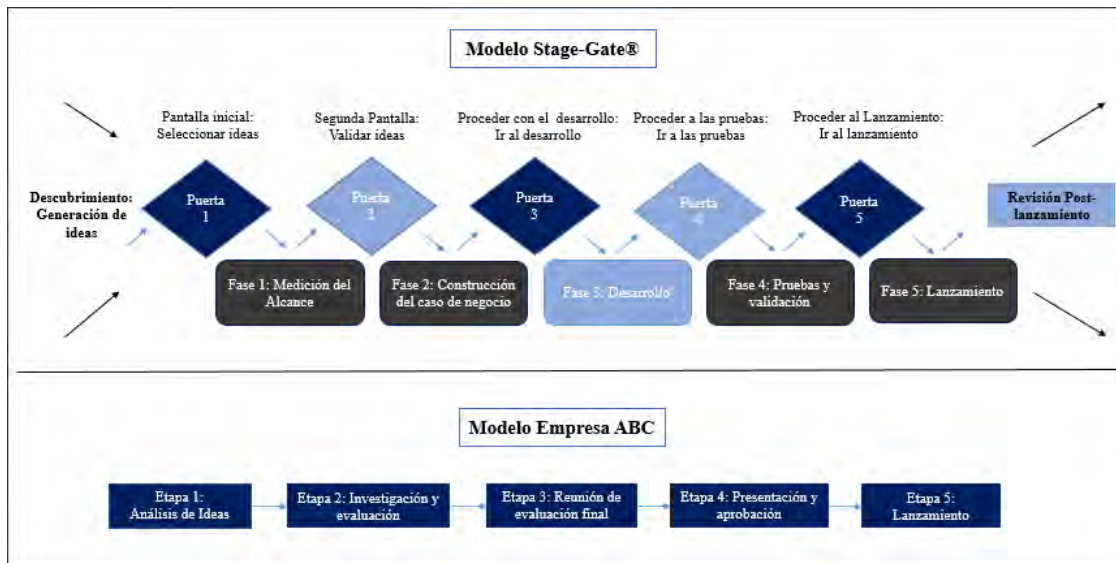 Modelo Stage-Gate®
Pantalla inicial:
Seleccionar ideas
Segunda Pantalla:
Validar ideas
Proceder con el desarrollo:
Ir al desarrollo
Proceder a las pruebas:
Ir a las pruebas
Proceder al Lanzamiento:
Ir al lanzamiento
Descubrimiento:
Generación de
ideas
Puerta
1
Puerta
2
Puerta
3
Puerta
4
Puerta
5
Revisión Post-
lanzamiento
Fase 1: Medición del
Alcance
Fase 2: Construcción
del caso de negocio
Fase 3: Desarrollo
Fase 4: Pruebas y
validación
Fase 5: Lanzamiento
Modelo Empresa ABC
Etapa 1:
Análisis de Ideas
Etapa 2: Investigación y
evaluación
Etapa 3: Reunión de
evaluación final
Etapa 4: Presentación y
aprobación
Etapa 5:
Lanzamiento